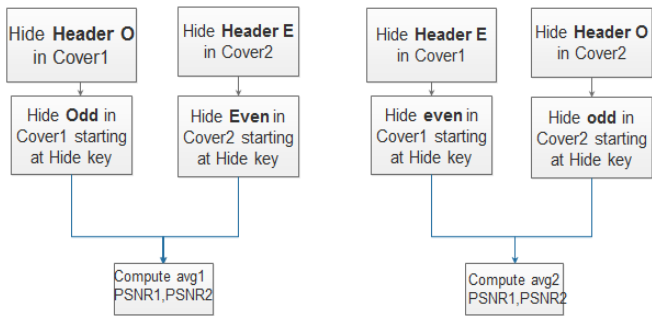 Hide Header O
in Cover1
Hide Header E
in Cover2
Hide Header E
in Cover1
Hide Header O
in Cover2
Hide Odd in
Cover1 starting
at Hide key
Hide Even in
Cover2 starting
at Hide key
Hide even in
Cover1 starting
at Hide key
Hide odd in
Cover2 starting
at Hide key
Compute avg1
PSNR1,PSNR2
Compute avg2
PSNR1,PSNR2